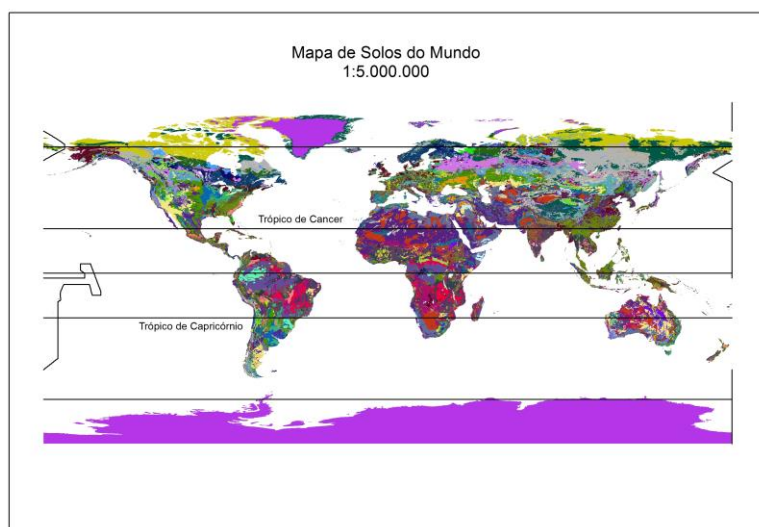 Mapa de Solos do Mundo
1:5.000.000
Trópico de Cancer
Trópico de Capricórnio